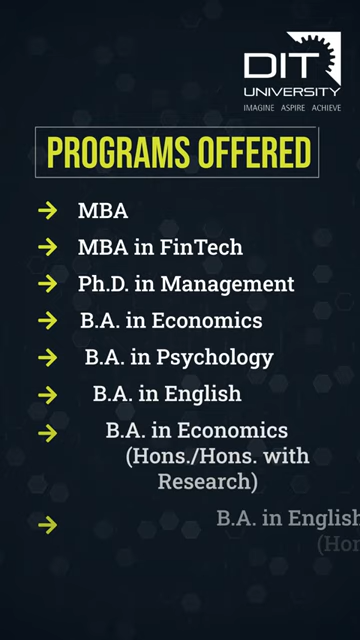 DIT
UNIVERSITY
IMAGINE ASPIRE ACHIEVE
PROGRAMS OFFERED
MBA
MBA in FinTech
Ph.D. in Management
B.A. in Economics
B.A. in Psychology
B.A. in English
B.A. in Economics
(Hons./Hons. with
Research)
B.A. in English
(Hon